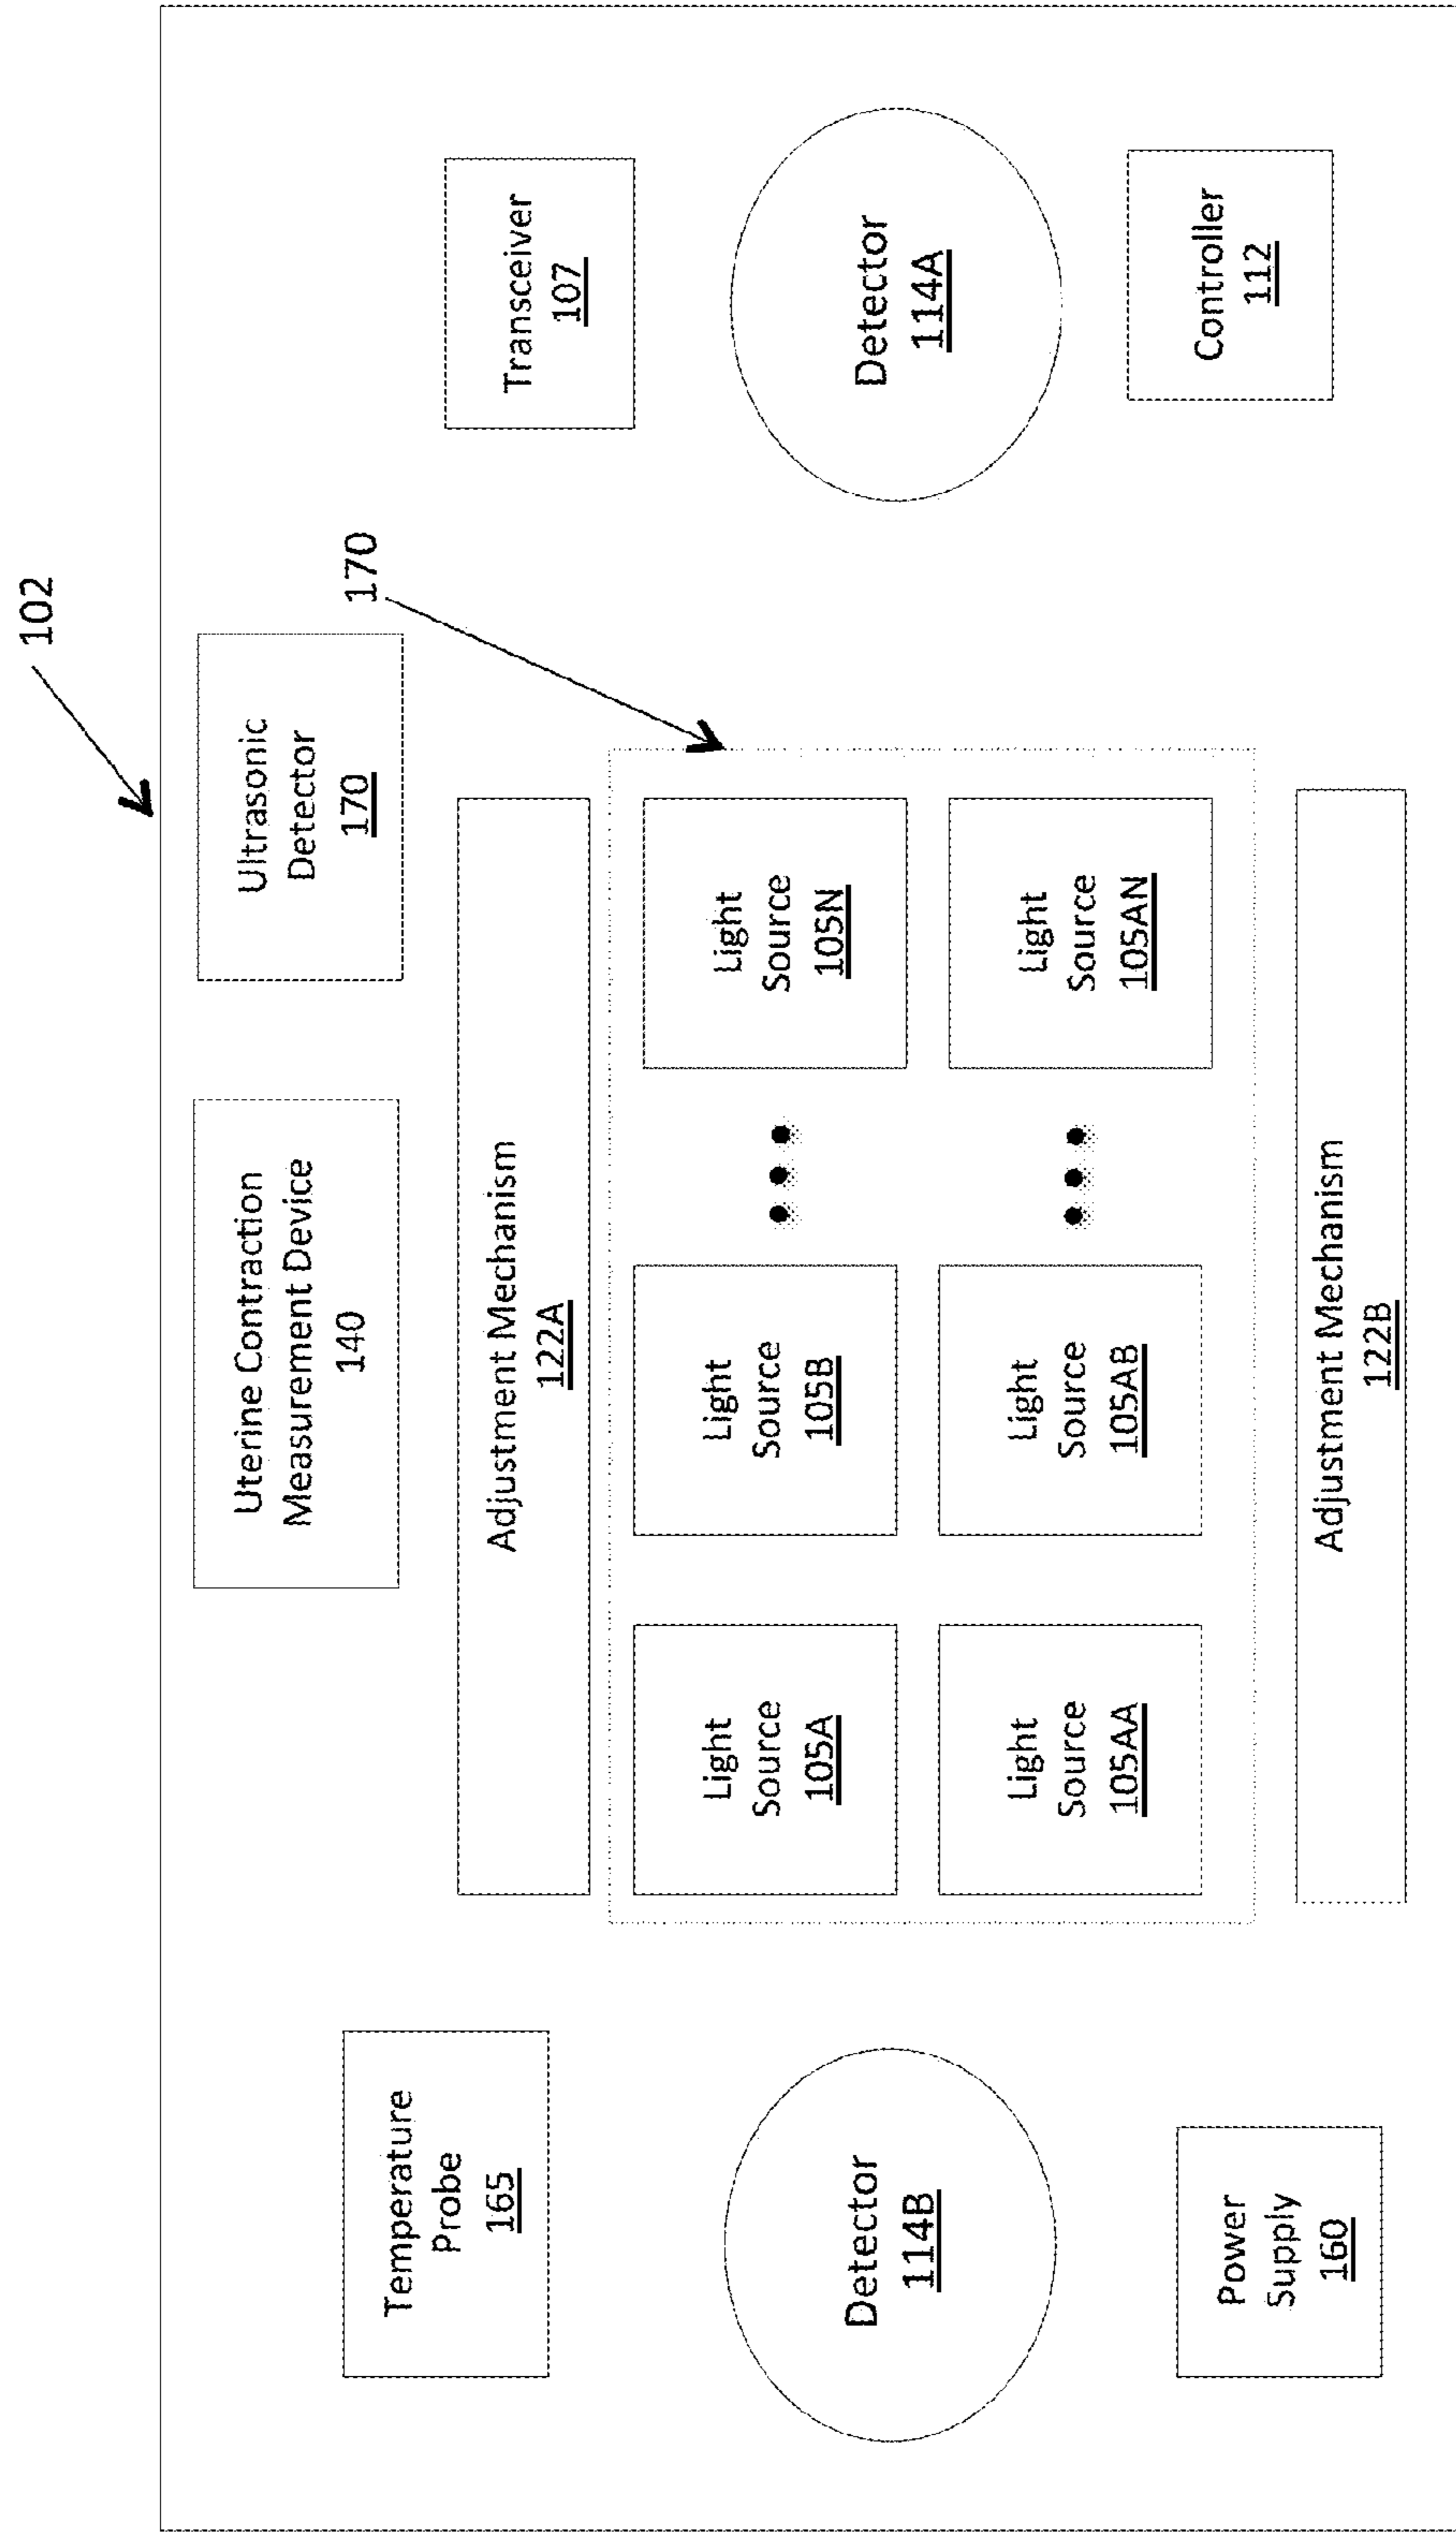 102
Uterine Contraction
Measurement Device
140
Ultrasonic
Detector
170
Temperature
Probe
165
Adjustment Mechanism
122A
170
Transceiver
107
Light
Source
105A
Light
Source
105B
Light
Source
105N
Detector
114B
Detector
114A
Light
Source
105AA
Light
Source
105AB
Light
Source
105AN
Power
Supply
160
Adjustment Mechanism
122B
Controller
112